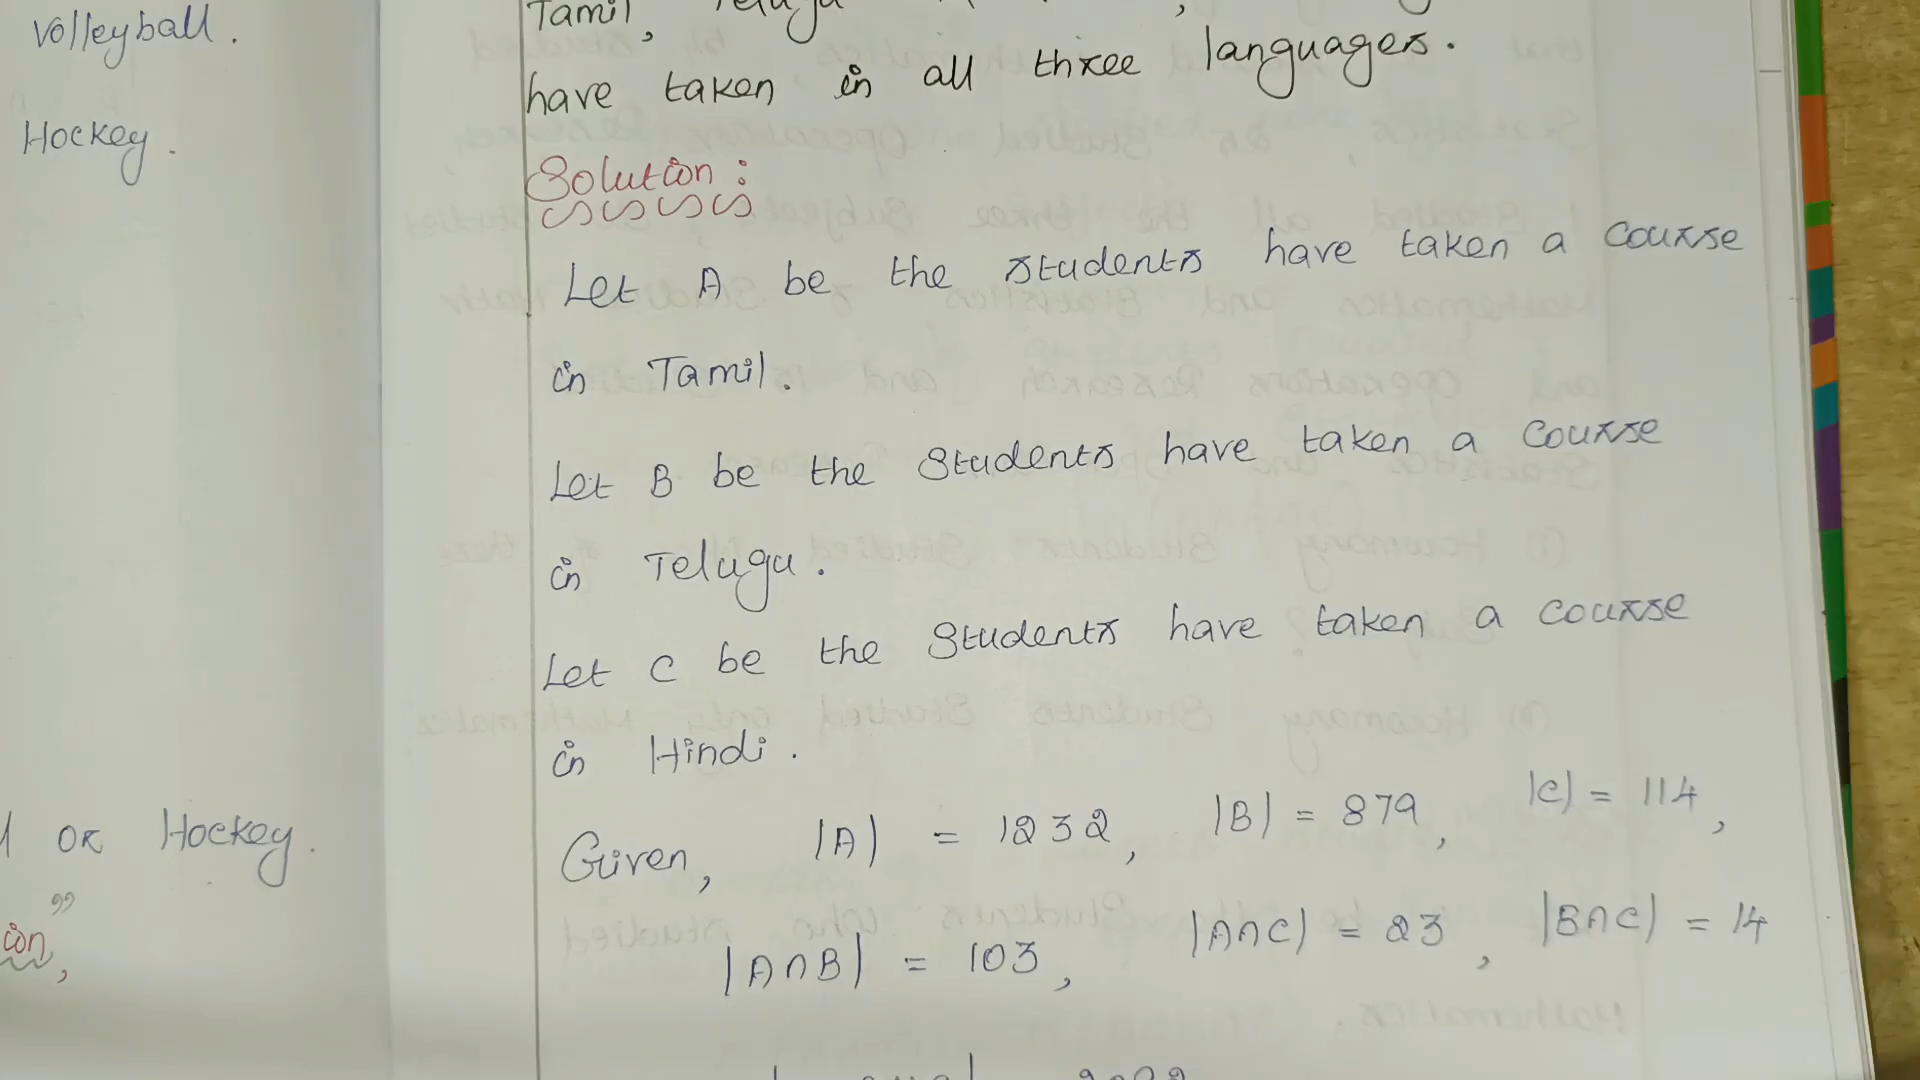 volleyball.
Hockey.
or Hockey.
Tamil, Telugu
have taken in all three languages.
Solution:
Let A be the students have taken a course
in Tamil.
Let B be the Students have taken a course
in Telugu.
Let C be the Students have taken a course
in Hindi.
Given, |A| = 1232, |B| = 879, |C| = 114,
|A∩B| = 103, |A∩C| = 23, |B∩C| = 14